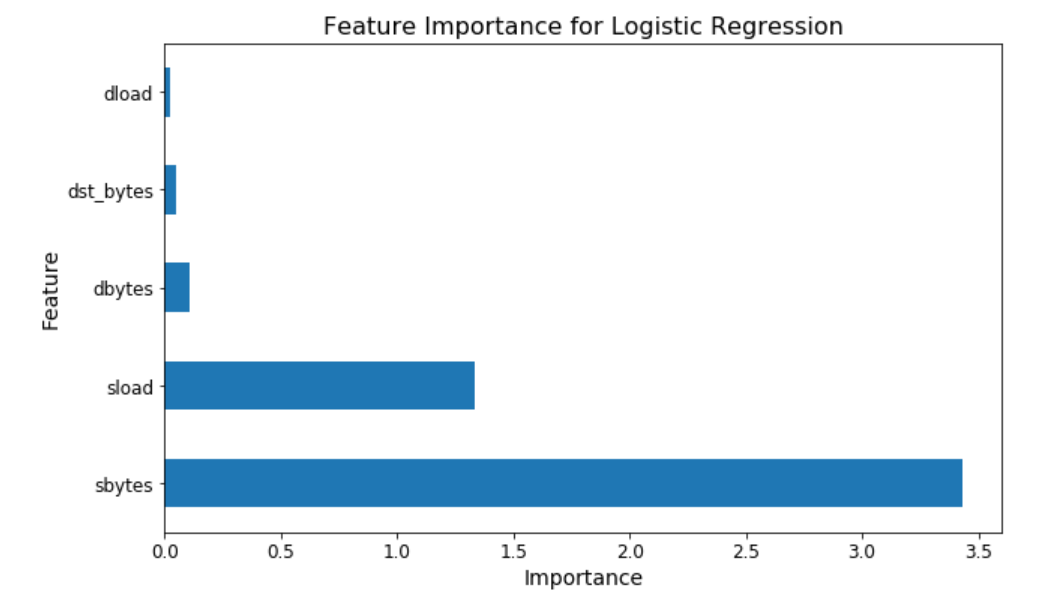 Feature Importance for Logistic Regression
dload
dst_bytes
dbytes
sload
sbytes
Feature
0.0 0.5 1.0 1.5 2.0 2.5 3.0 3.5
Importance